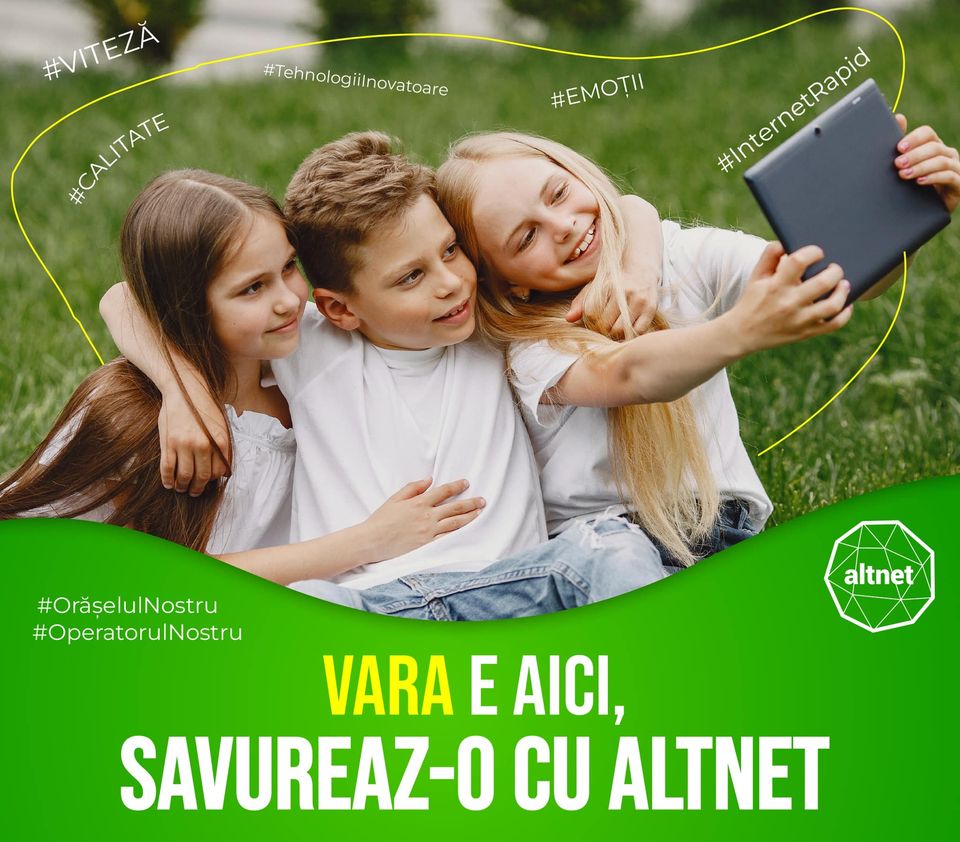 #VITEZĂ
#TehnologiiInovatoare
#EMOȚII
#InternetRapid
#CALITATE
altnet
#OrășelulNostru
#OperatorulNostru
VARA E AICI,
SAVUREAZ-O CU ALTNET